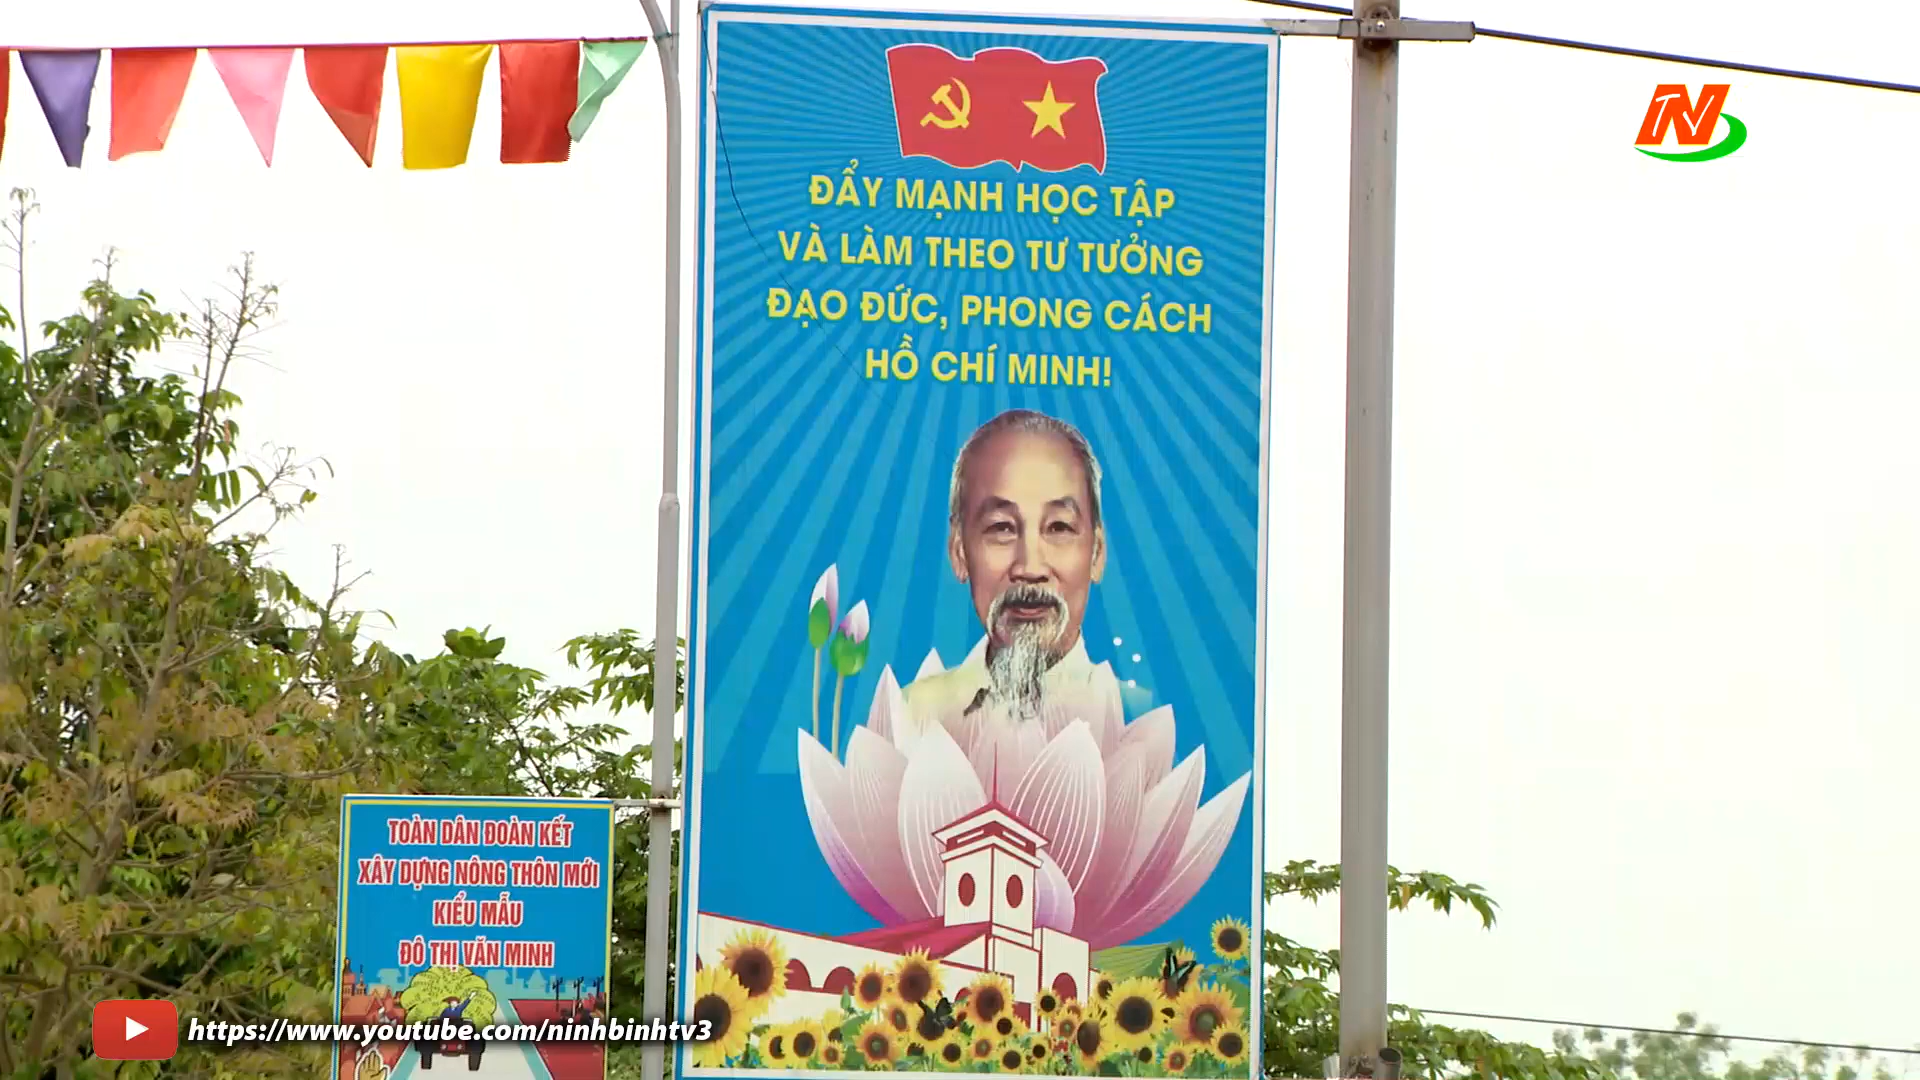 ĐẨY MẠNH HỌC TẬP
VÀ LÀM THEO TƯ TƯỞNG
ĐẠO ĐỨC, PHONG CÁCH
HỒ CHÍ MINH!
TOÀN DÂN ĐOÀN KẾT
XÂY DỰNG NÔNG THÔN MỚI
KIỂU MẪU
ĐÔ THỊ VĂN MINH
https://www.youtube.com/ninhbinhtv3
NTV